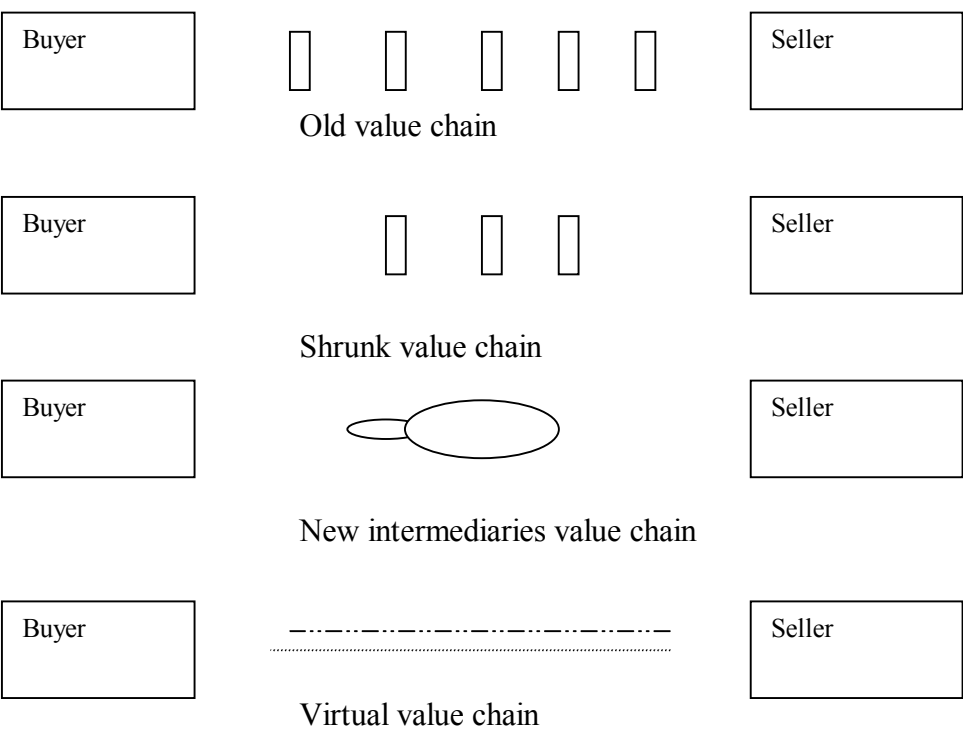 Buyer
Seller
Old value chain
Buyer
Seller
Shrunk value chain
Buyer
Seller
New intermediaries value chain
Buyer
Seller
Virtual value chain